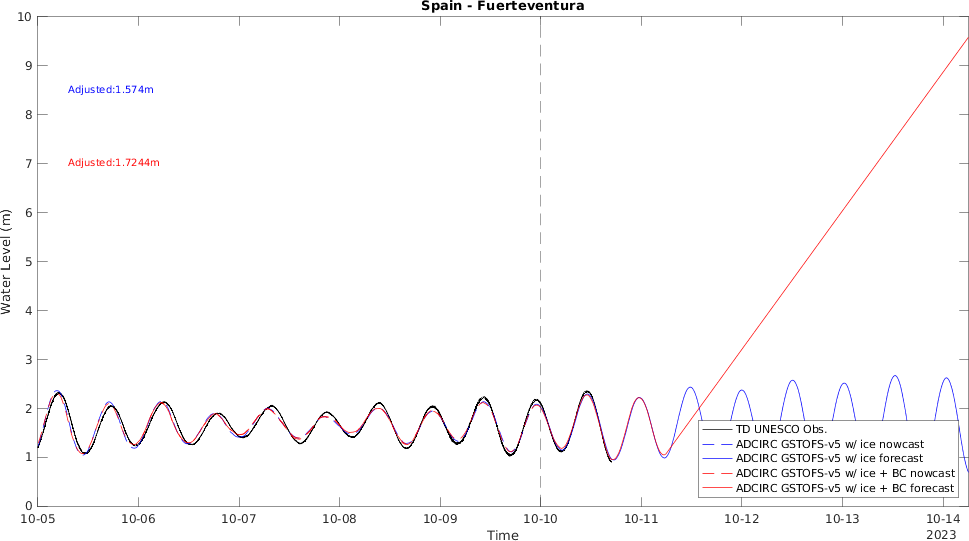 Spain - Fuerteventura
10
9
8
7
6
5
4
3
2
1
0
Water Level (m)
Adjusted:1.574m
Adjusted:1.7244m
TD UNESCO Obs.
ADCIRC GSTOFS-v5 w/ ice nowcast
ADCIRC GSTOFS-v5 w/ ice forecast
ADCIRC GSTOFS-v5 w/ ice + BC nowcast
ADCIRC GSTOFS-v5 w/ ice + BC forecast
10-05 10-06 10-07 10-08 10-09 10-10 10-11 10-12 10-13 10-14
2023
Time